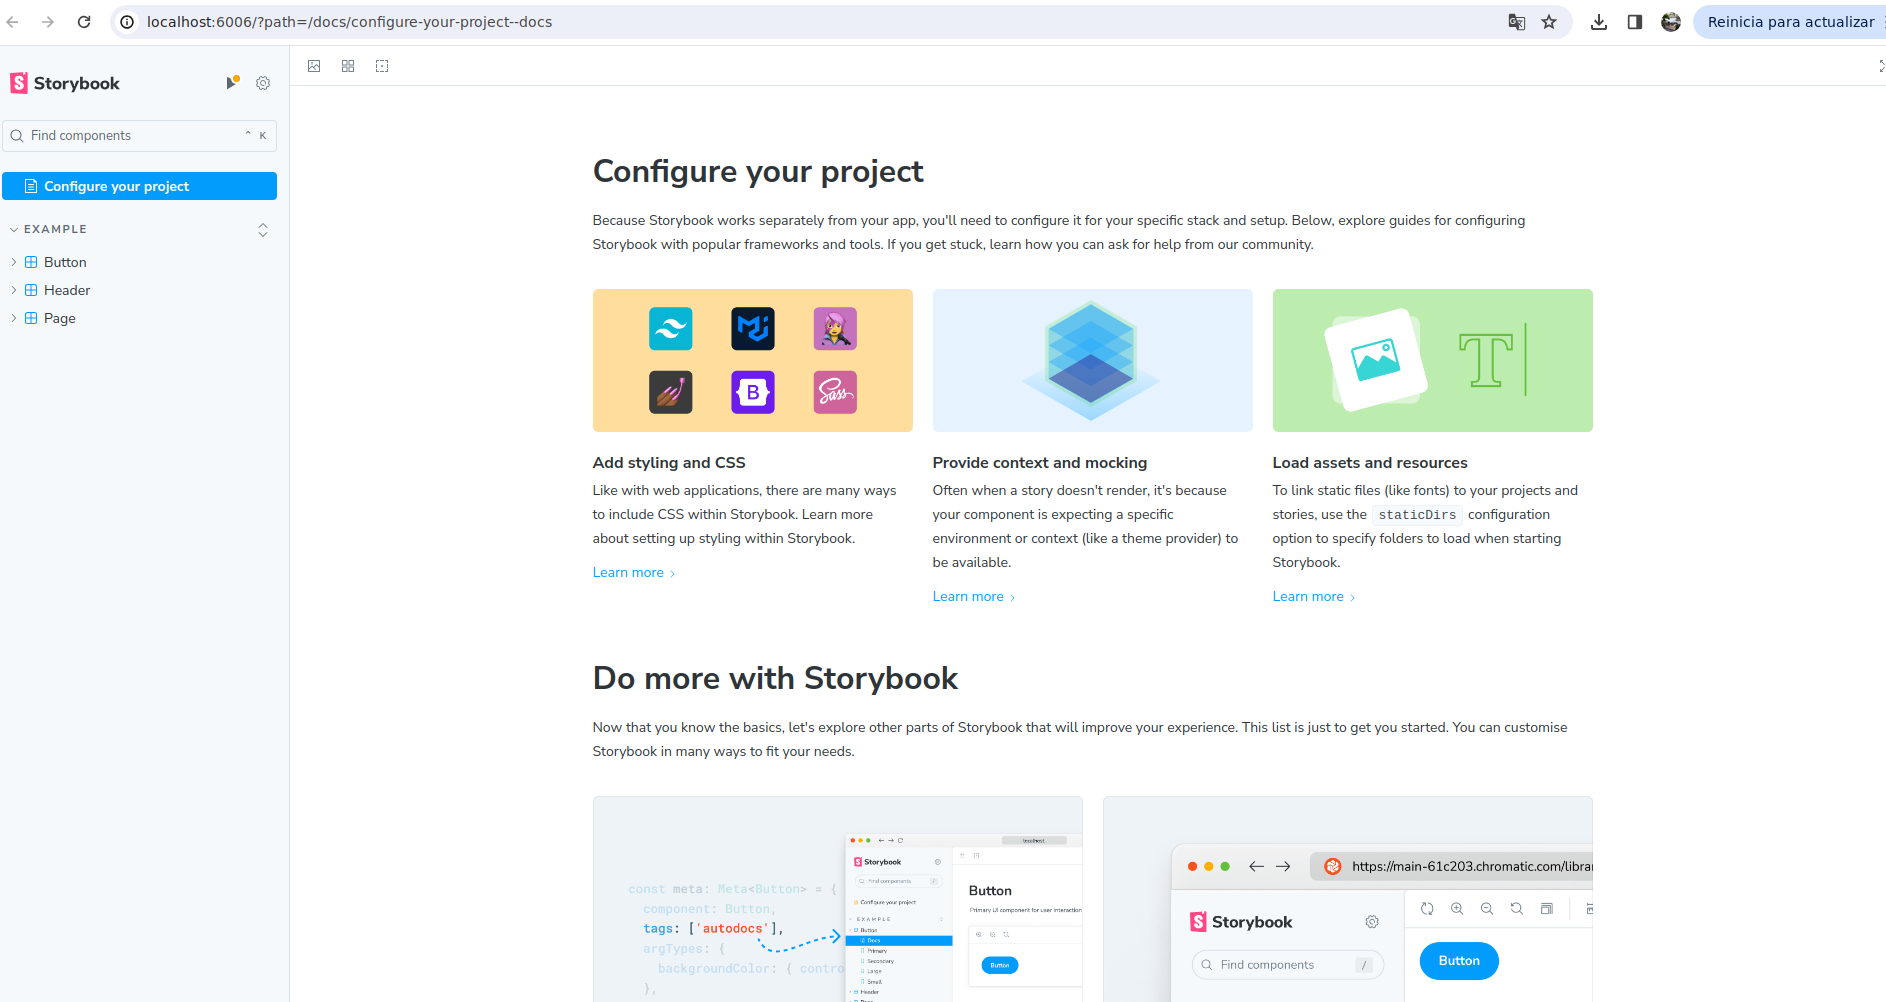 localhost:6006/?path=/docs/configure-your-project--docs
Reinicia para actualizar
Storybook
Find components
⌃ K
Configure your project
EXAMPLE
Button
Header
Page
Configure your project
Because Storybook works separately from your app, you'll need to configure it for your specific stack and setup. Below, explore guides for configuring
Storybook with popular frameworks and tools. If you get stuck, learn how you can ask for help from our community.
B
Sass
T
Add styling and CSS
Like with web applications, there are many ways
to include CSS within Storybook. Learn more
about setting up styling within Storybook.
Learn more
Provide context and mocking
Often when a story doesn't render, it's because
your component is expecting a specific
environment or context (like a theme provider) to
be available.
Learn more
Load assets and resources
To link static files (like fonts) to your projects and
stories, use the staticDirs configuration
option to specify folders to load when starting
Storybook.
Learn more
Do more with Storybook
Now that you know the basics, let's explore other parts of Storybook that will improve your experience. This list is just to get you started. You can customise
Storybook in many ways to fit your needs.
const meta: Meta<Button> = {
component: Button,
tags: ['autodocs'],
argTypes: {
backgroundColor: { contro
},
localhost
Storybook
Find components
/
Configure your project
EXAMPLE
Button
Docs
Primary
Secondary
Large
Small
Header
Button
Primary UI component for user interaction
Button
https://main-61c203.chromatic.com/librar
Storybook
Find components
/
Button